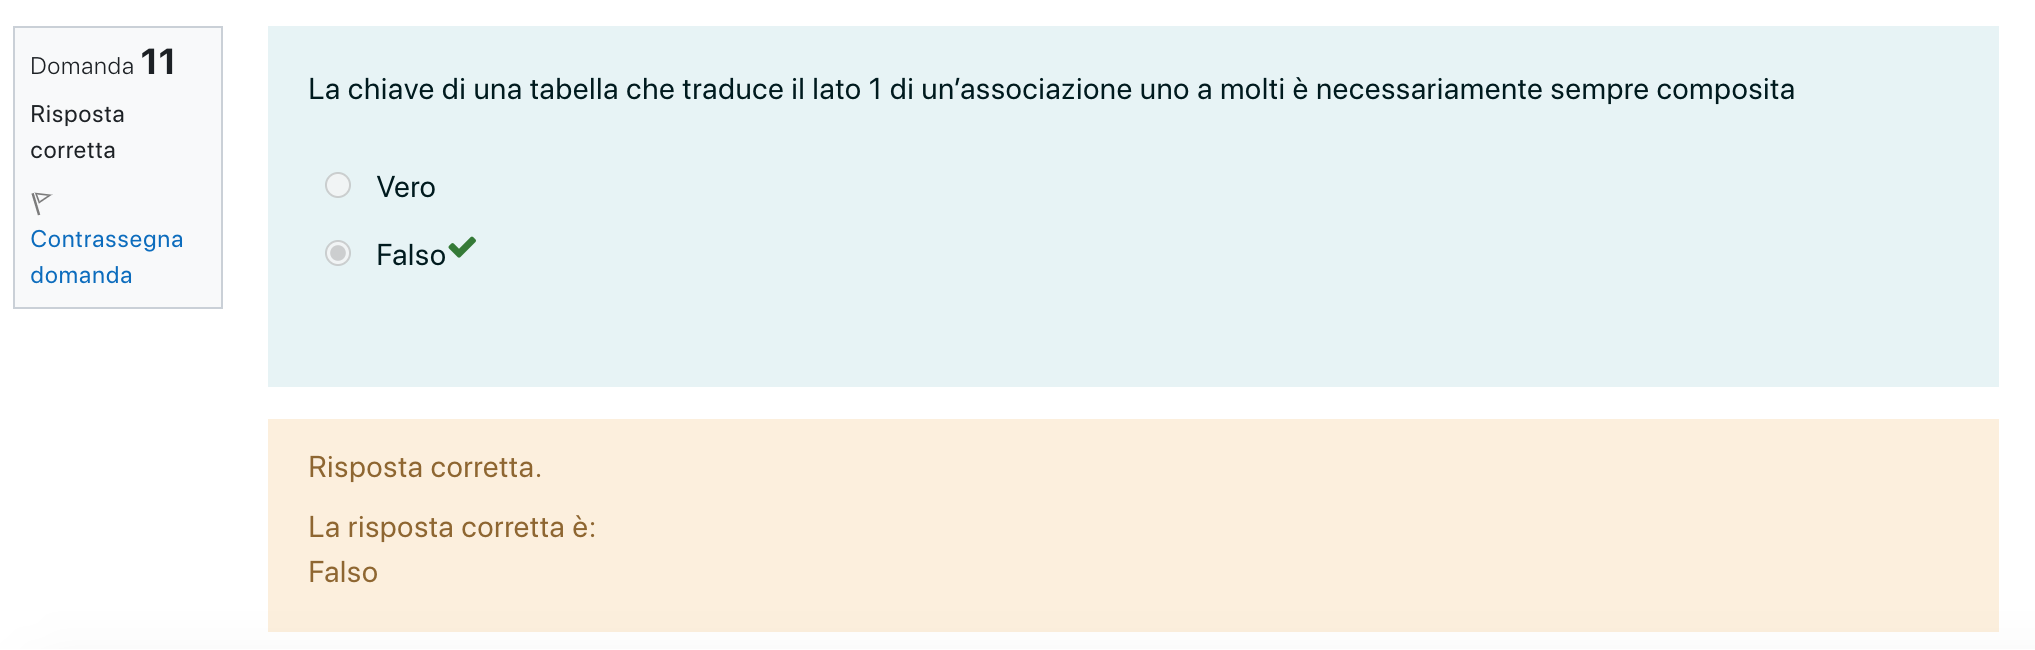 Domanda 11
Risposta
corretta
Contrassegna
domanda
La chiave di una tabella che traduce il lato 1 di un’associazione uno a molti è necessariamente sempre composita
Vero
Falso
Risposta corretta.
La risposta corretta è:
Falso